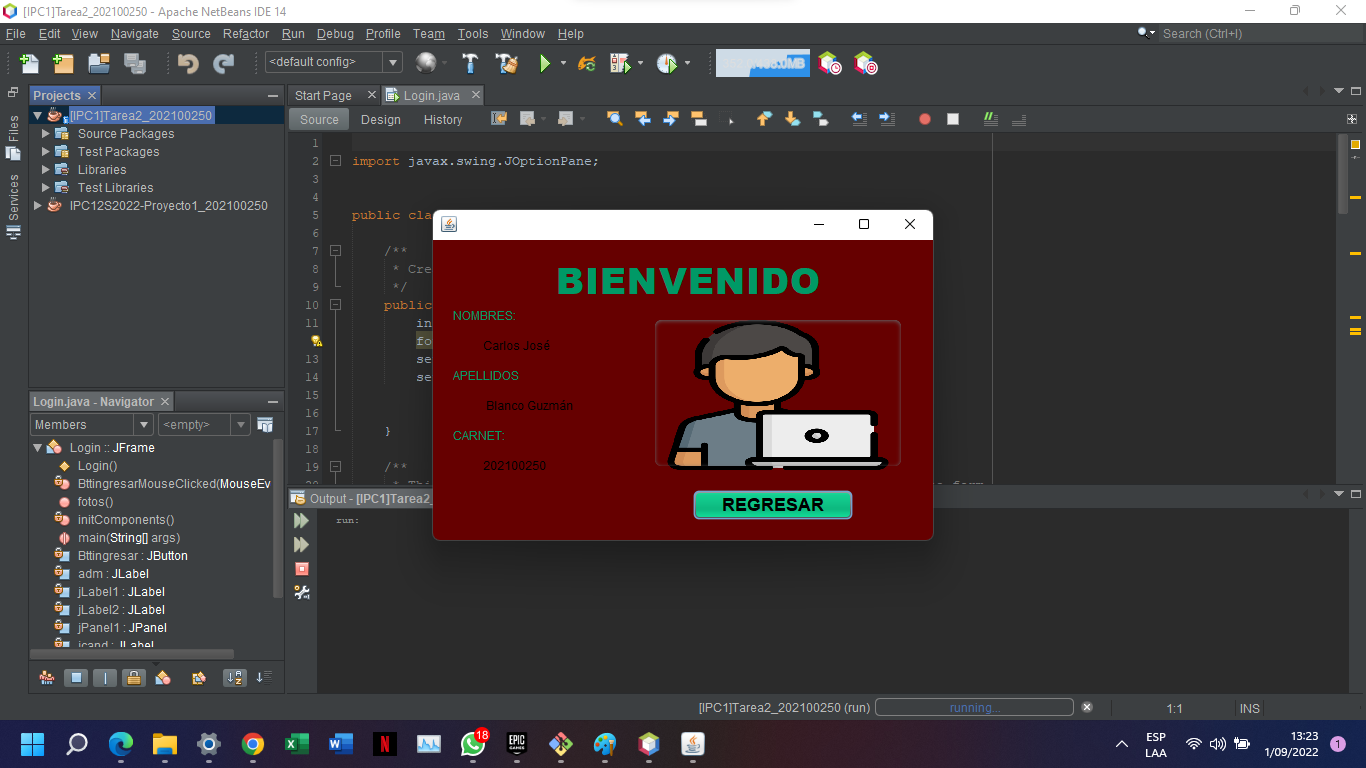 [IPC1]Tarea2_202100250 - Apache NetBeans IDE 14
File Edit View Navigate Source Refactor Run Debug Profile Team Tools Window Help
Search (Ctrl+I)
<default config>
Projects
Start Page
Login.java
Files
Services
[IPC1]Tarea2_202100250
Source Packages
Test Packages
Libraries
Test Libraries
IPC12S2022-Proyecto1_202100250
Source Design History
1
2 import javax.swing.JOptionPane;
3
4
5 public cla
6
7 /**
8 * Cre
9 */
10 public
11 in
12 fo
13 se
14 se
15
16
17 }
18
19 /**
BIENVENIDO
NOMBRES:
Carlos José
APELLIDOS
Blanco Guzmán
CARNET:
202100250
REGRESAR
Login.java - Navigator
Members
<empty>
Login :: JFrame
Login()
BttingresarMouseClicked(MouseEv
fotos()
initComponents()
main(String[] args)
Bttingresar : JButton
adm : JLabel
jLabel1 : JLabel
jLabel2 : JLabel
jPanel1 : JPanel
Output - [IPC1]Tarea2_
run:
[IPC1]Tarea2_202100250 (run)
running...
1:1
INS
18
EPIC
GAMES
ESP
LAA
13:23
1/09/2022
1